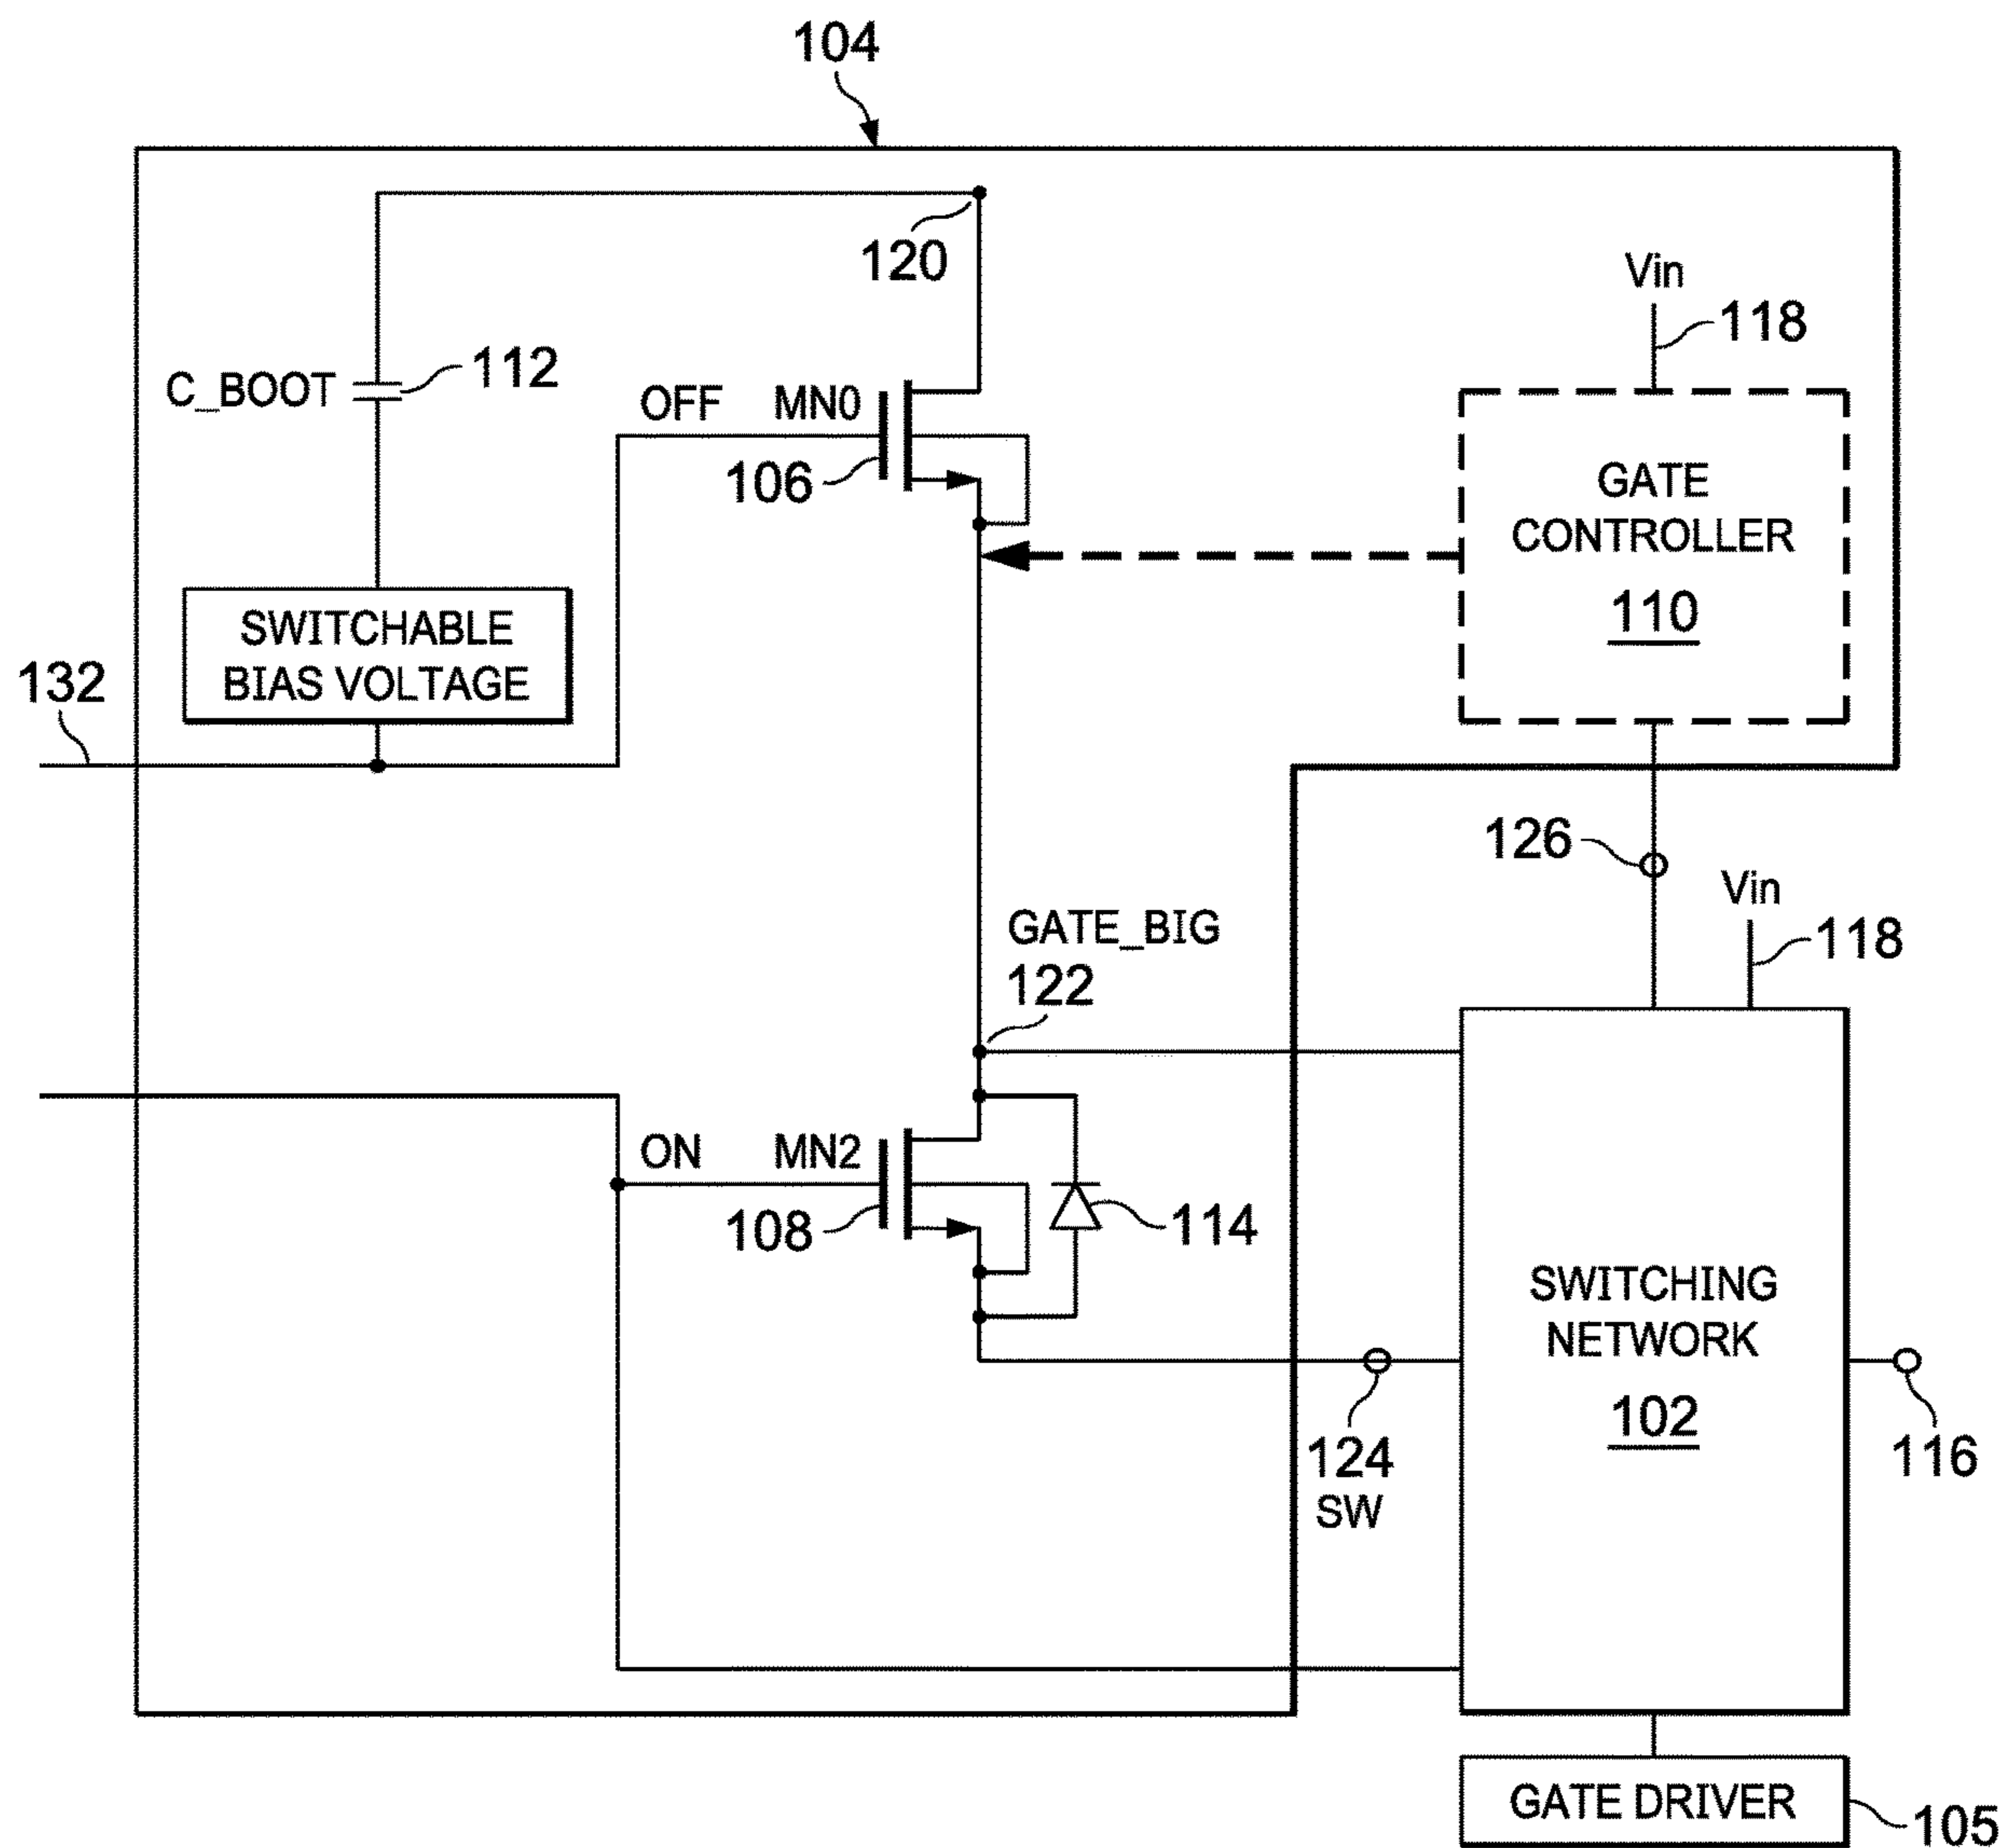 104
120
Vin
118
C_BOOT
112
OFF
MN0
106
GATE
CONTROLLER
110
SWITCHABLE
BIAS VOLTAGE
132
126
Vin
118
GATE_BIG
122
ON
MN2
108
114
SWITCHING
NETWORK
102
124
SW
116
GATE DRIVER
105